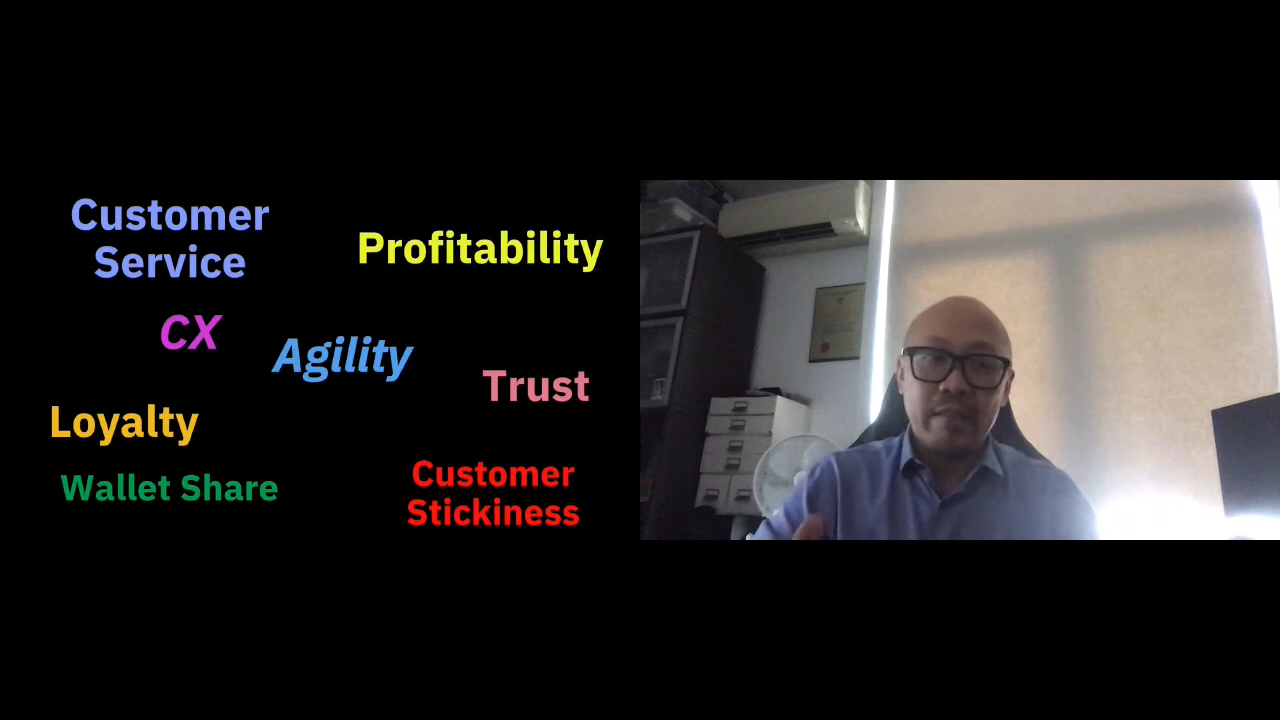 Customer
Service
Profitability
CX
Agility
Trust
Loyalty
Wallet Share
Customer
Stickiness